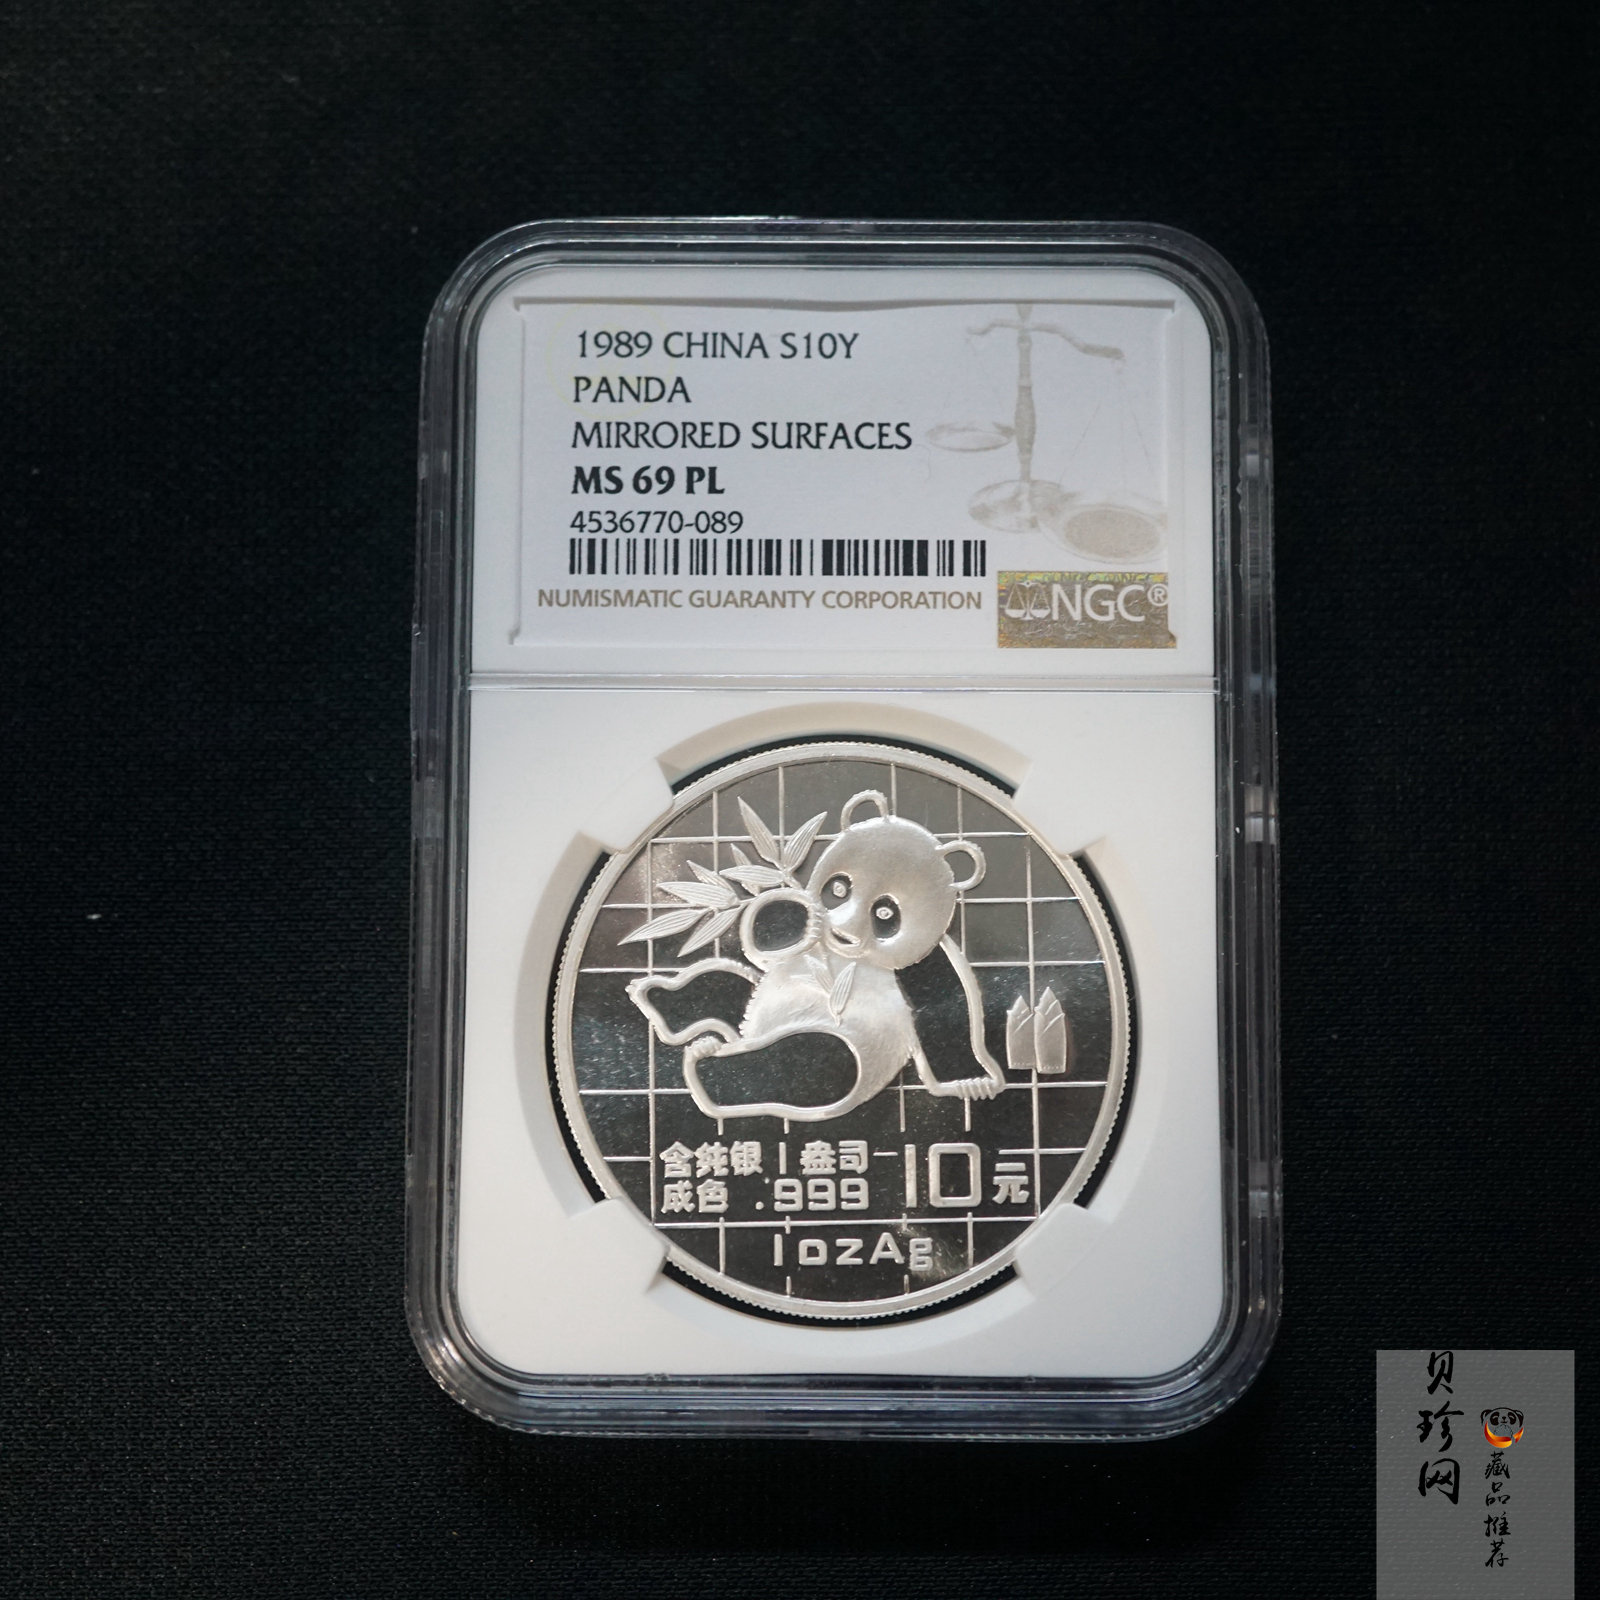 1989 CHINA S10Y
PANDA
MIRRORED SURFACES
MS 69 PL
4536770-089
NUMISMATIC GUARANTY CORPORATION
NGC®
含纯银1盎司
成色 .999
10元
1ozAg
贝珍网
藏品推荐